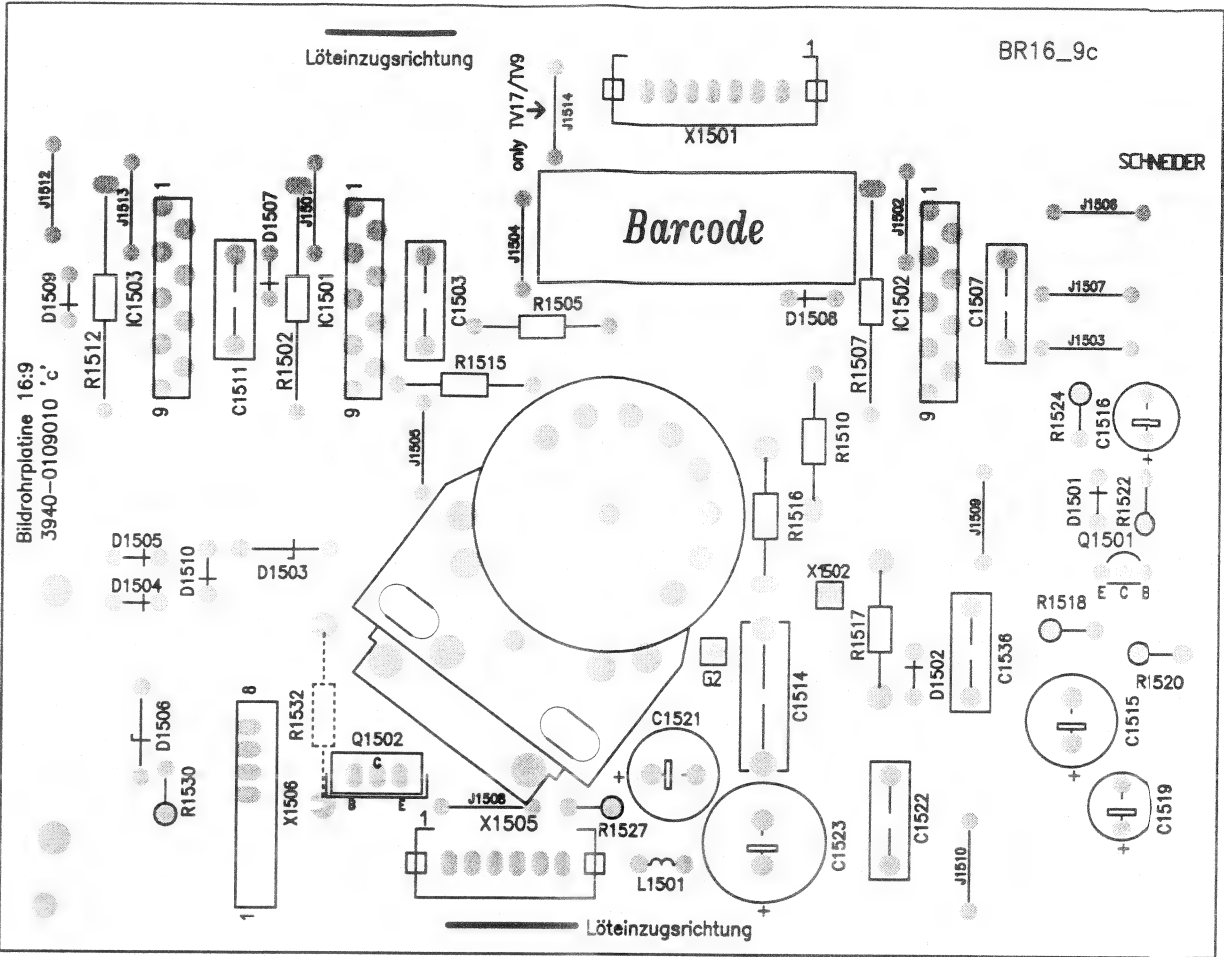 Löteinzugsrichtung
BR16_9c
1
X1501
only TV17/TV9
J1514
SCHNEIDER
J1512
J1513
1
D1507
J1501
1
J1504
Barcode
J1502
1
J1506
D1509
R1512
IC1503
C1511
R1502
IC1501
C1503
R1505
D1508
R1507
IC1502
C1507
J1507
J1503
R1515
9
9
9
J1505
R1510
R1524
C1516
+
Bildrohrplatine 16:9
3940-0109010 'c'
R1516
J1509
D1501
R1522
Q1501
E C B
D1505
D1504
D1510
D1503
X1502
R1517
D1502
C1536
R1518
R1520
G2
C1514
C1515
+
8
R1532
D1506
R1530
X1506
1
Q1502
C
B E
C1521
+
J1508
X1505
1
R1527
L1501
C1523
+
C1522
J1510
C1519
+
Löteinzugsrichtung